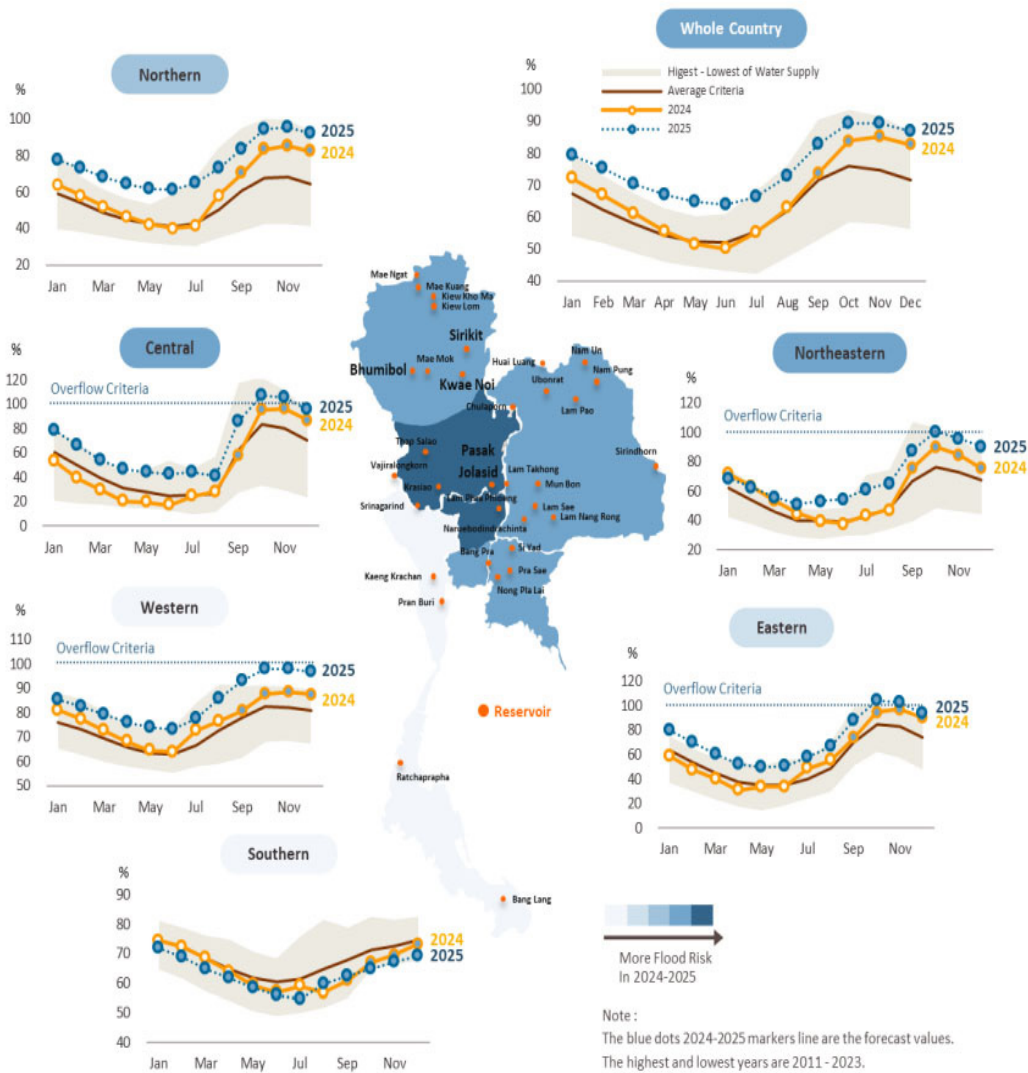 Whole Country
%
Higest - Lowest of Water Supply
Average Criteria
2024
2025
100
90
80
70
60
50
40
2025
2024
Jan Feb Mar Apr May Jun Jul Aug Sep Oct Nov Dec
Northern
%
100
80
60
40
20
2025
2024
Jan Mar May Jul Sep Nov
Central
%
120
100
80
60
40
20
0
Overflow Criteria
2025
2024
Jan Mar May Jul Sep Nov
Northeastern
%
120
100
80
60
40
20
Overflow Criteria
2025
2024
Jan Mar May Jul Sep Nov
Western
%
110
100
90
80
70
60
50
Overflow Criteria
2025
2024
Jan Mar May Jul Sep Nov
Eastern
%
120
100
80
60
40
20
0
Overflow Criteria
2025
2024
Jan Mar May Jul Sep Nov
Southern
%
90
80
70
60
50
40
2024
2025
Jan Mar May Jul Sep Nov
Mae Ngat
Mae Kuang
Kiew Kho Ma
Kiew Lom
Sirikit
Mae Mok
Bhumibol
Kwae Noi
Huai Luang
Nam Un
Ubonrat
Nam Pung
Chulaporn
Lam Pao
Thap Salao
Pasak
Jolasid
Sirindhorn
Vajiralongkorn
Krasiao
Lam Takhong
Mun Bon
Srinagarind
Lam Phra Phloeng
Lam Sae
Lam Nang Rong
Naruebodindrachinta
Si Yad
Bang Pra
Pra Sae
Kaeng Krachan
Nong Pla Lai
Pran Buri
Reservoir
Ratchaprapha
Bang Lang
More Flood Risk
In 2024-2025
Note :
The blue dots 2024-2025 markers line are the forecast values.
The highest and lowest years are 2011 - 2023.